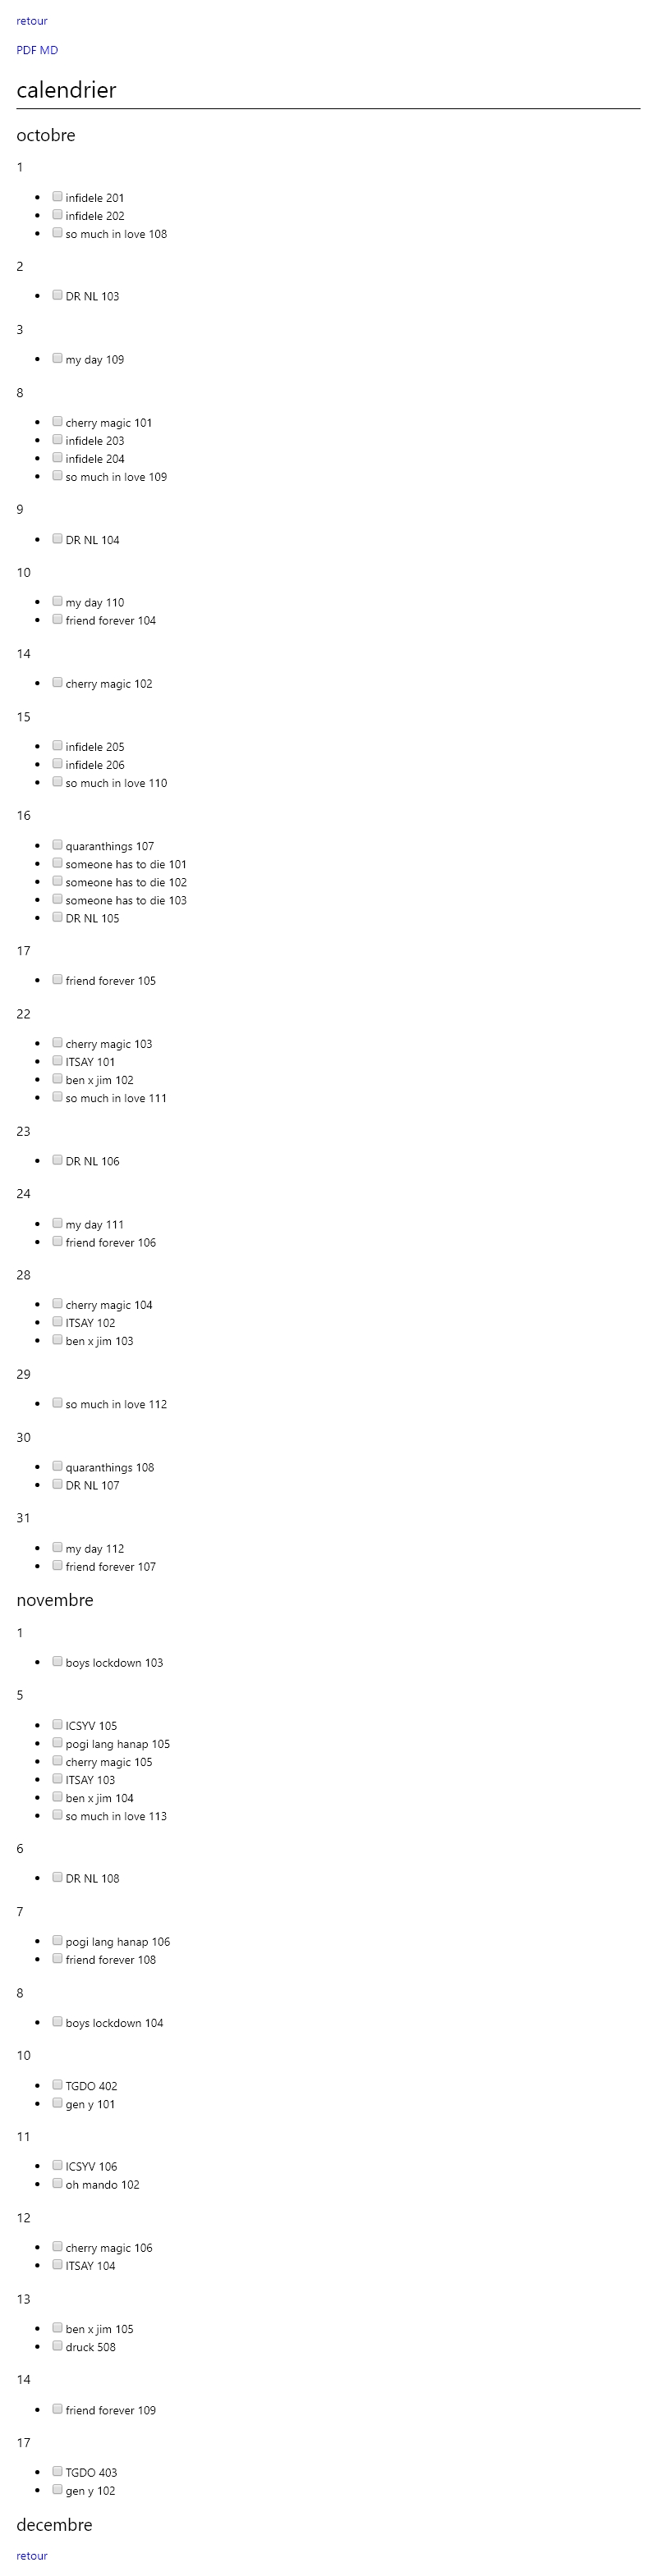 retour
PDF MD
calendrier
octobre
1
infidele 201
infidele 202
so much in love 108
2
DR NL 103
3
my day 109
8
cherry magic 101
infidele 203
infidele 204
so much in love 109
9
DR NL 104
10
my day 110
friend forever 104
14
cherry magic 102
15
infidele 205
infidele 206
so much in love 110
16
quaranthings 107
someone has to die 101
someone has to die 102
someone has to die 103
DR NL 105
17
friend forever 105
22
cherry magic 103
ITSAY 101
ben x jim 102
so much in love 111
23
DR NL 106
24
my day 111
friend forever 106
28
cherry magic 104
ITSAY 102
ben x jim 103
29
so much in love 112
30
quaranthings 108
DR NL 107
31
my day 112
friend forever 107
novembre
1
boys lockdown 103
5
ICSYV 105
pogi lang hanap 105
cherry magic 105
ITSAY 103
ben x jim 104
so much in love 113
6
DR NL 108
7
pogi lang hanap 106
friend forever 108
8
boys lockdown 104
10
TGDO 402
gen y 101
11
ICSYV 106
oh mando 102
12
cherry magic 106
ITSAY 104
13
ben x jim 105
druck 508
14
friend forever 109
17
TGDO 403
gen y 102
decembre
retour